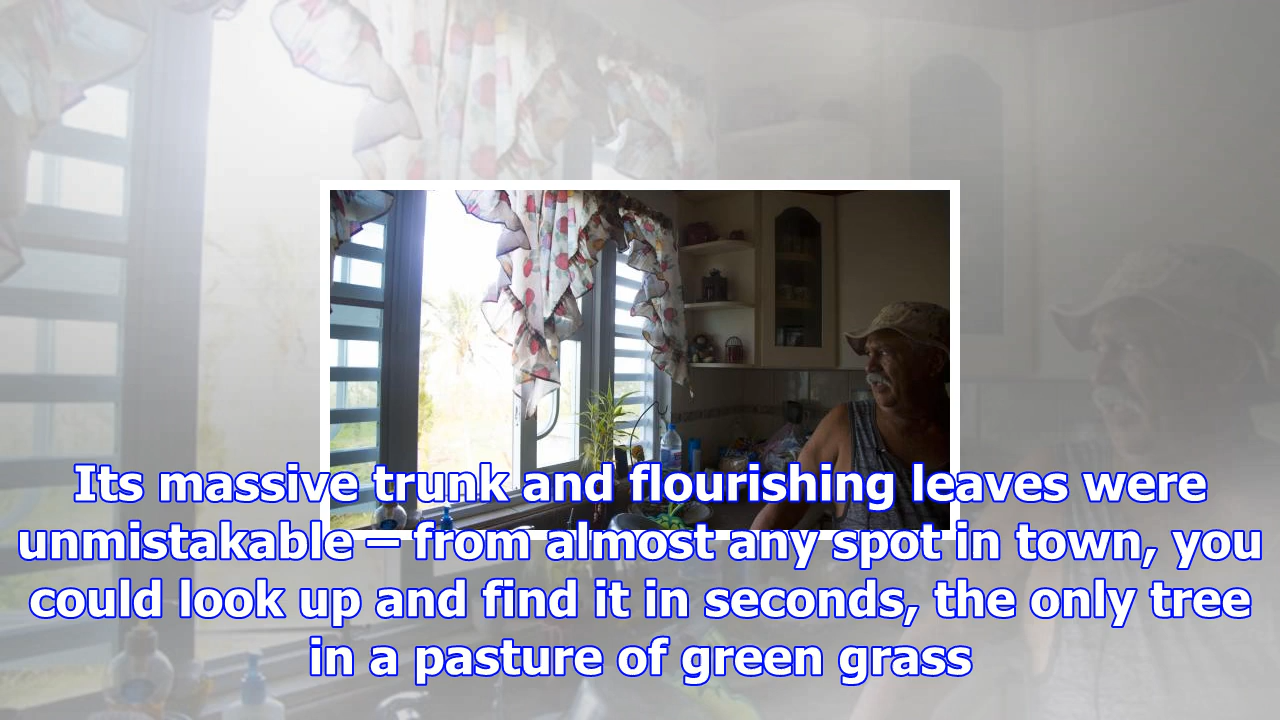 Its massive trunk and flourishing leaves were
unmistakable – from almost any spot in town, you
could look up and find it in seconds, the only tree
in a pasture of green grass